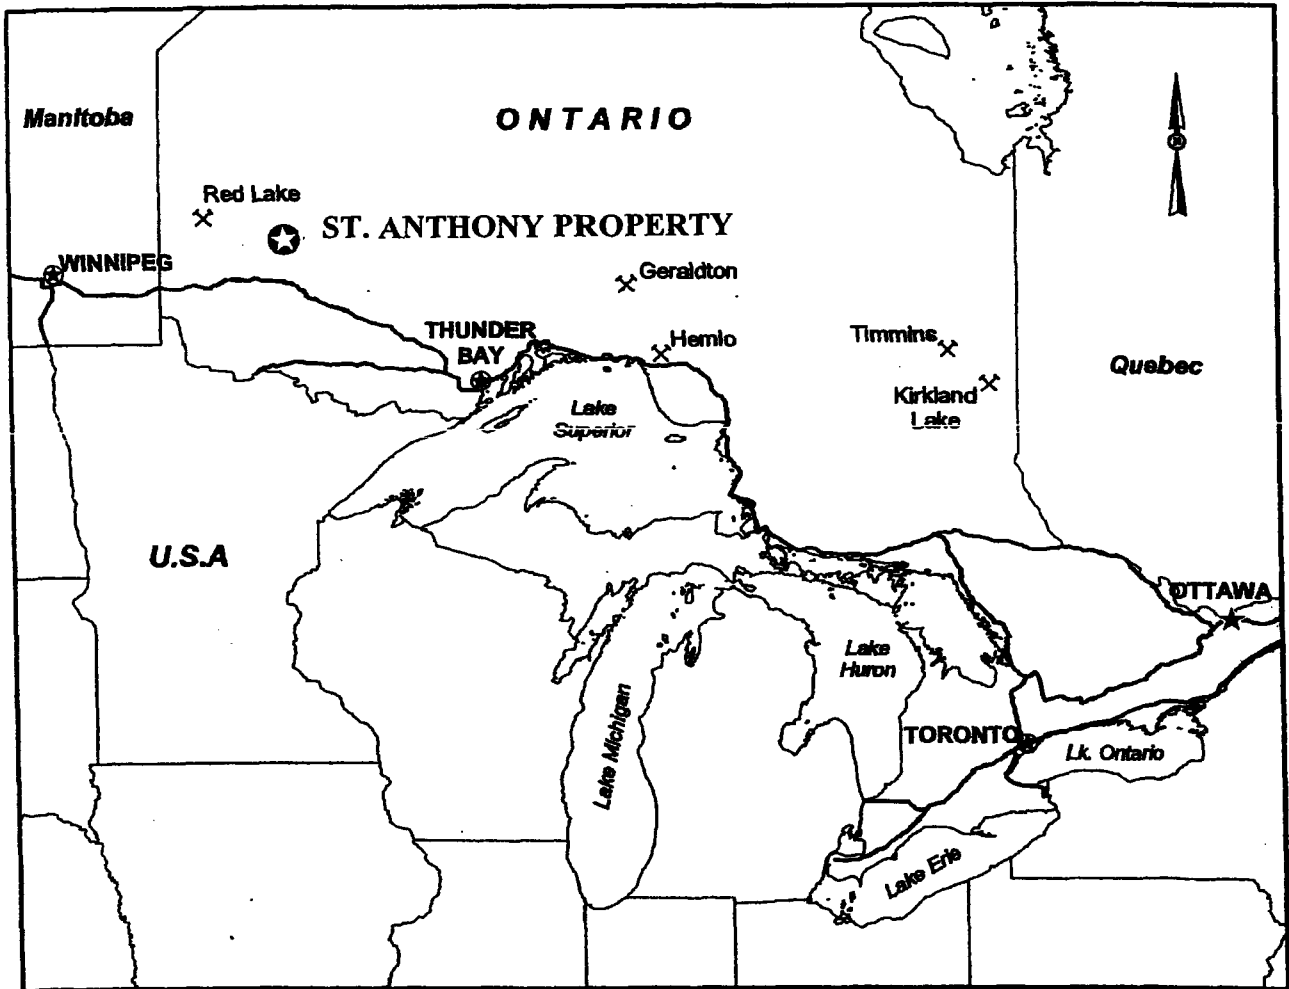 Manitoba
ONTARIO
Red Lake
ST. ANTHONY PROPERTY
WINNIPEG
Geraldton
THUNDER
BAY
Hemlo
Timmins
Quebec
Kirkland
Lake
Lake
Superior
U.S.A
OTTAWA
Lake
Huron
Lake Michigan
TORONTO
Lk. Ontario
Lake Erie